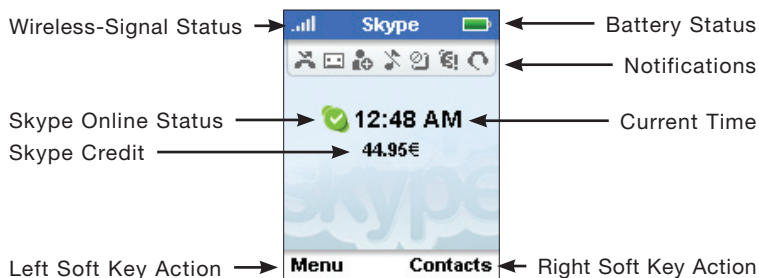 Wireless-Signal Status Skype Battery Status
Notifications
Skype Online Status 12:48 AM Current Time
Skype Credit 44.95€
skype
Left Soft Key Action Menu Contacts Right Soft Key Action